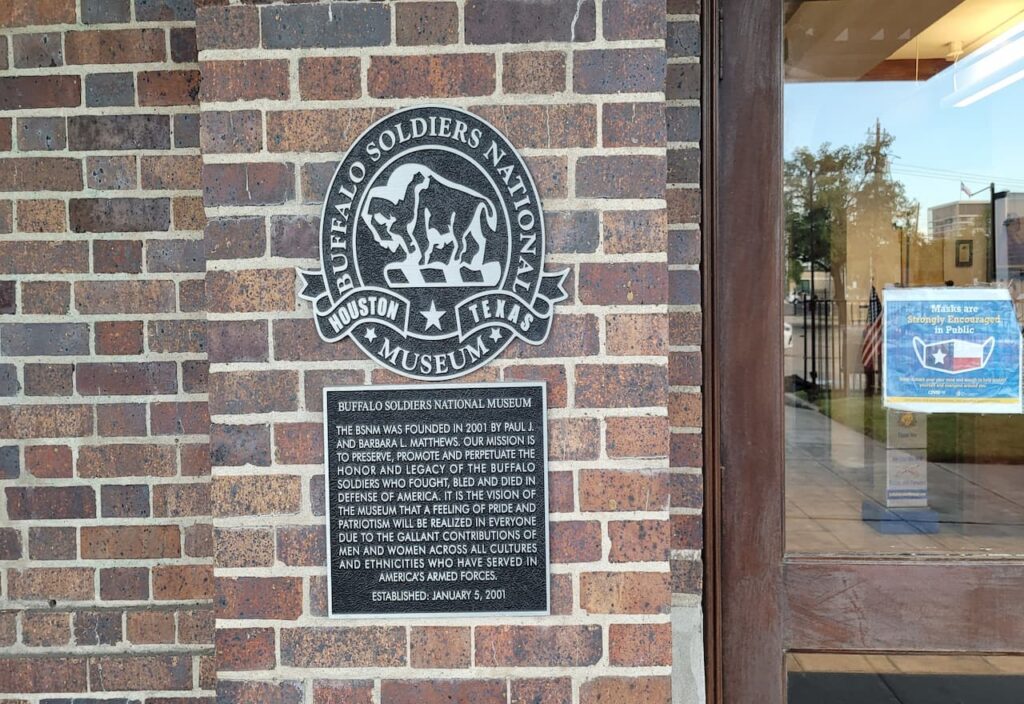 BUFFALO SOLDIERS NATIONAL
HOUSTON TEXAS
MUSEUM
BUFFALO SOLDIERS NATIONAL MUSEUM
THE BSNM WAS FOUNDED IN 2001 BY PAUL J.
AND BARBARA L. MATTHEWS. OUR MISSION IS
TO PRESERVE, PROMOTE AND PERPETUATE THE
HONOR AND LEGACY OF THE BUFFALO
SOLDIERS WHO FOUGHT, BLED AND DIED IN
DEFENSE OF AMERICA. IT IS THE VISION OF
THE MUSEUM THAT A FEELING OF PRIDE AND
PATRIOTISM WILL BE REALIZED IN EVERYONE
DUE TO THE GALLANT CONTRIBUTIONS OF
MEN AND WOMEN ACROSS ALL CULTURES
AND ETHNICITIES WHO HAVE SERVED IN
AMERICA'S ARMED FORCES.
ESTABLISHED: JANUARY 5, 2001
Masks are
Strongly Encouraged
in Public